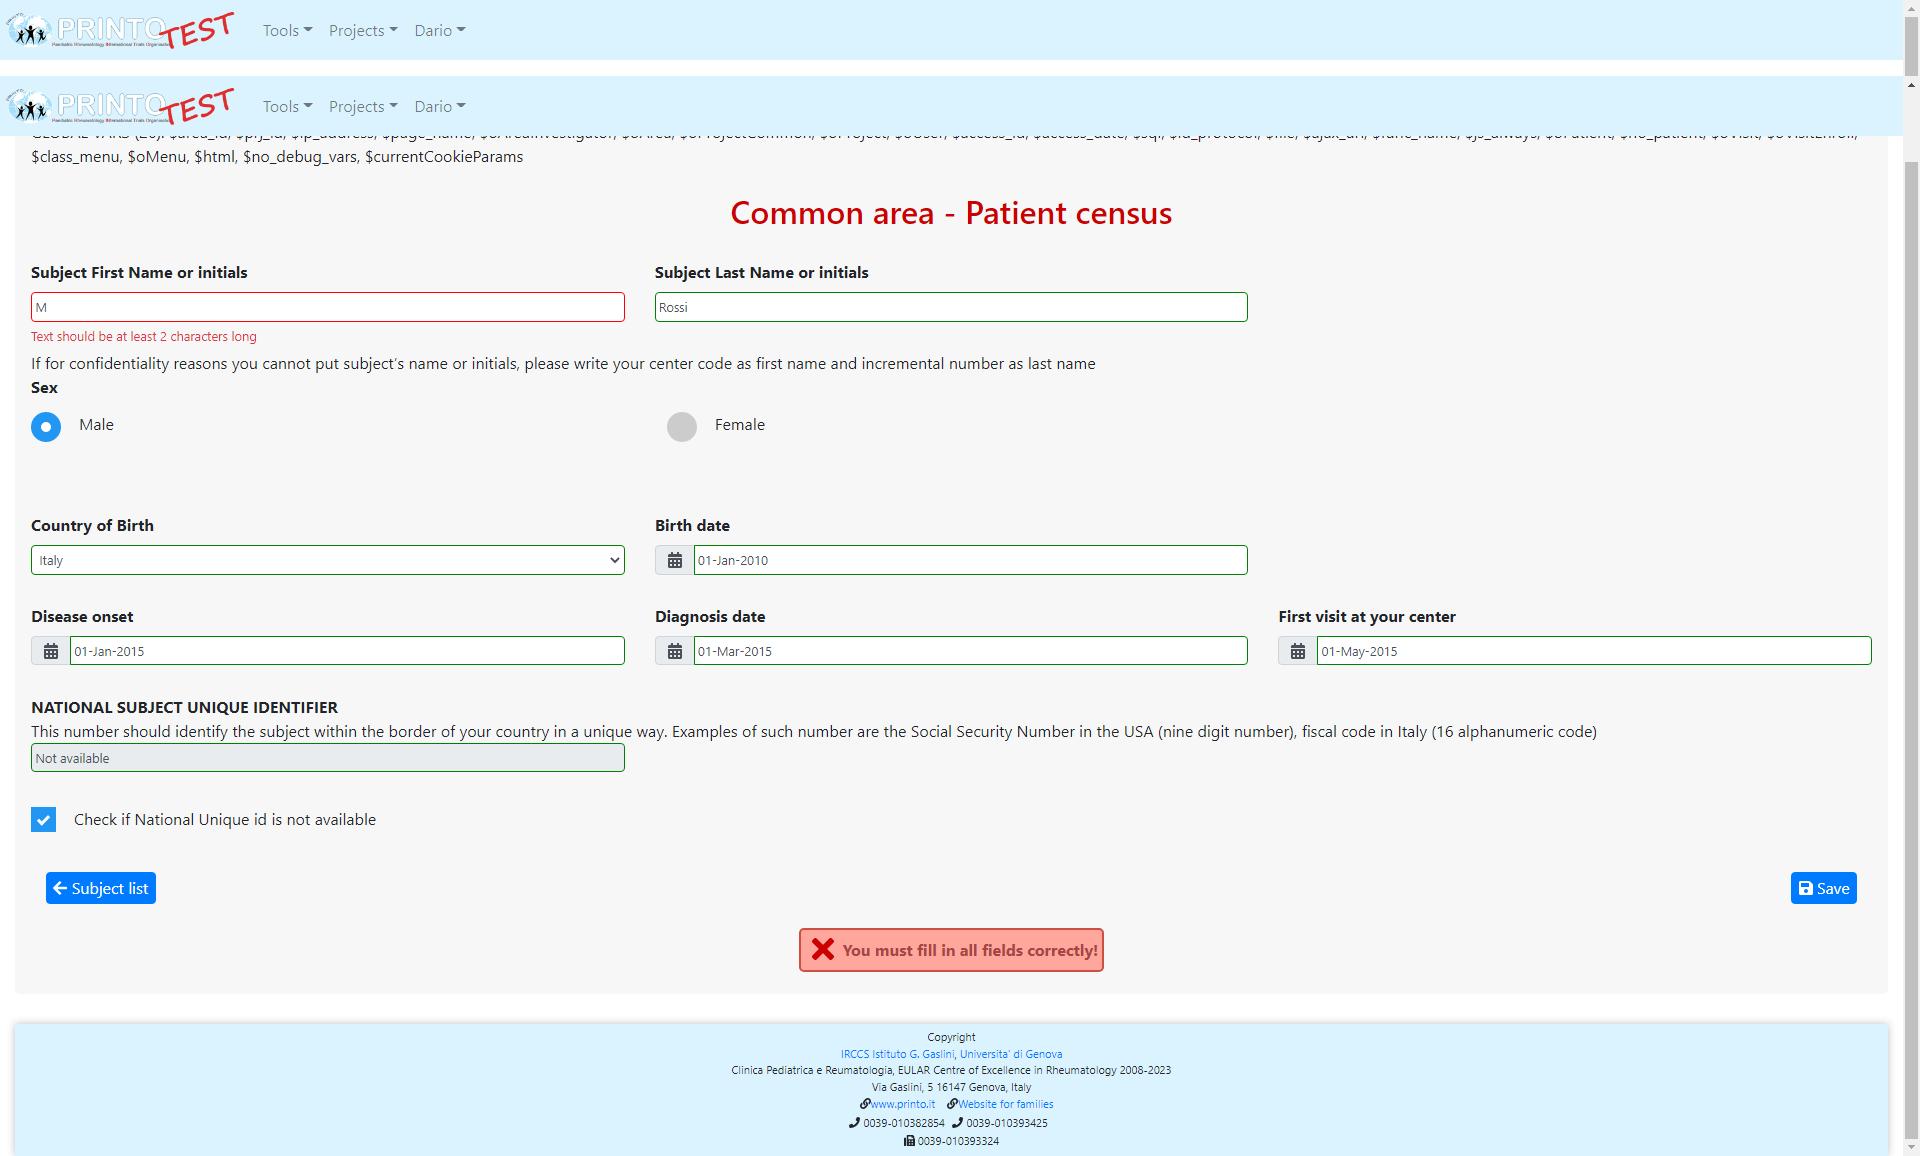 PRINTO TEST Tools Projects Dario
Paediatric Rheumatology INternational Trials Organisation
PRINTO TEST Tools Projects Dario
Paediatric Rheumatology INternational Trials Organisation
$class_menu, $oMenu, $html, $no_debug_vars, $currentCookieParams
Common area - Patient census
Subject First Name or initials Subject Last Name or initials
M Rossi
Text should be at least 2 characters long
If for confidentiality reasons you cannot put subject's name or initials, please write your center code as first name and incremental number as last name
Sex
Male Female
Country of Birth Birth date
Italy 01-Jan-2010
Disease onset Diagnosis date First visit at your center
01-Jan-2015 01-Mar-2015 01-May-2015
NATIONAL SUBJECT UNIQUE IDENTIFIER
This number should identify the subject within the border of your country in a unique way. Examples of such number are the Social Security Number in the USA (nine digit number), fiscal code in Italy (16 alphanumeric code)
Not available
Check if National Unique id is not available
Subject list Save
You must fill in all fields correctly!
Copyright
IRCCS Istituto G. Gaslini, Universita' di Genova
Clinica Pediatrica e Reumatologia, EULAR Centre of Excellence in Rheumatology 2008-2023
Via Gaslini, 5 16147 Genova, Italy
www.printo.it Website for families
0039-010382854 0039-010393425
0039-010393324